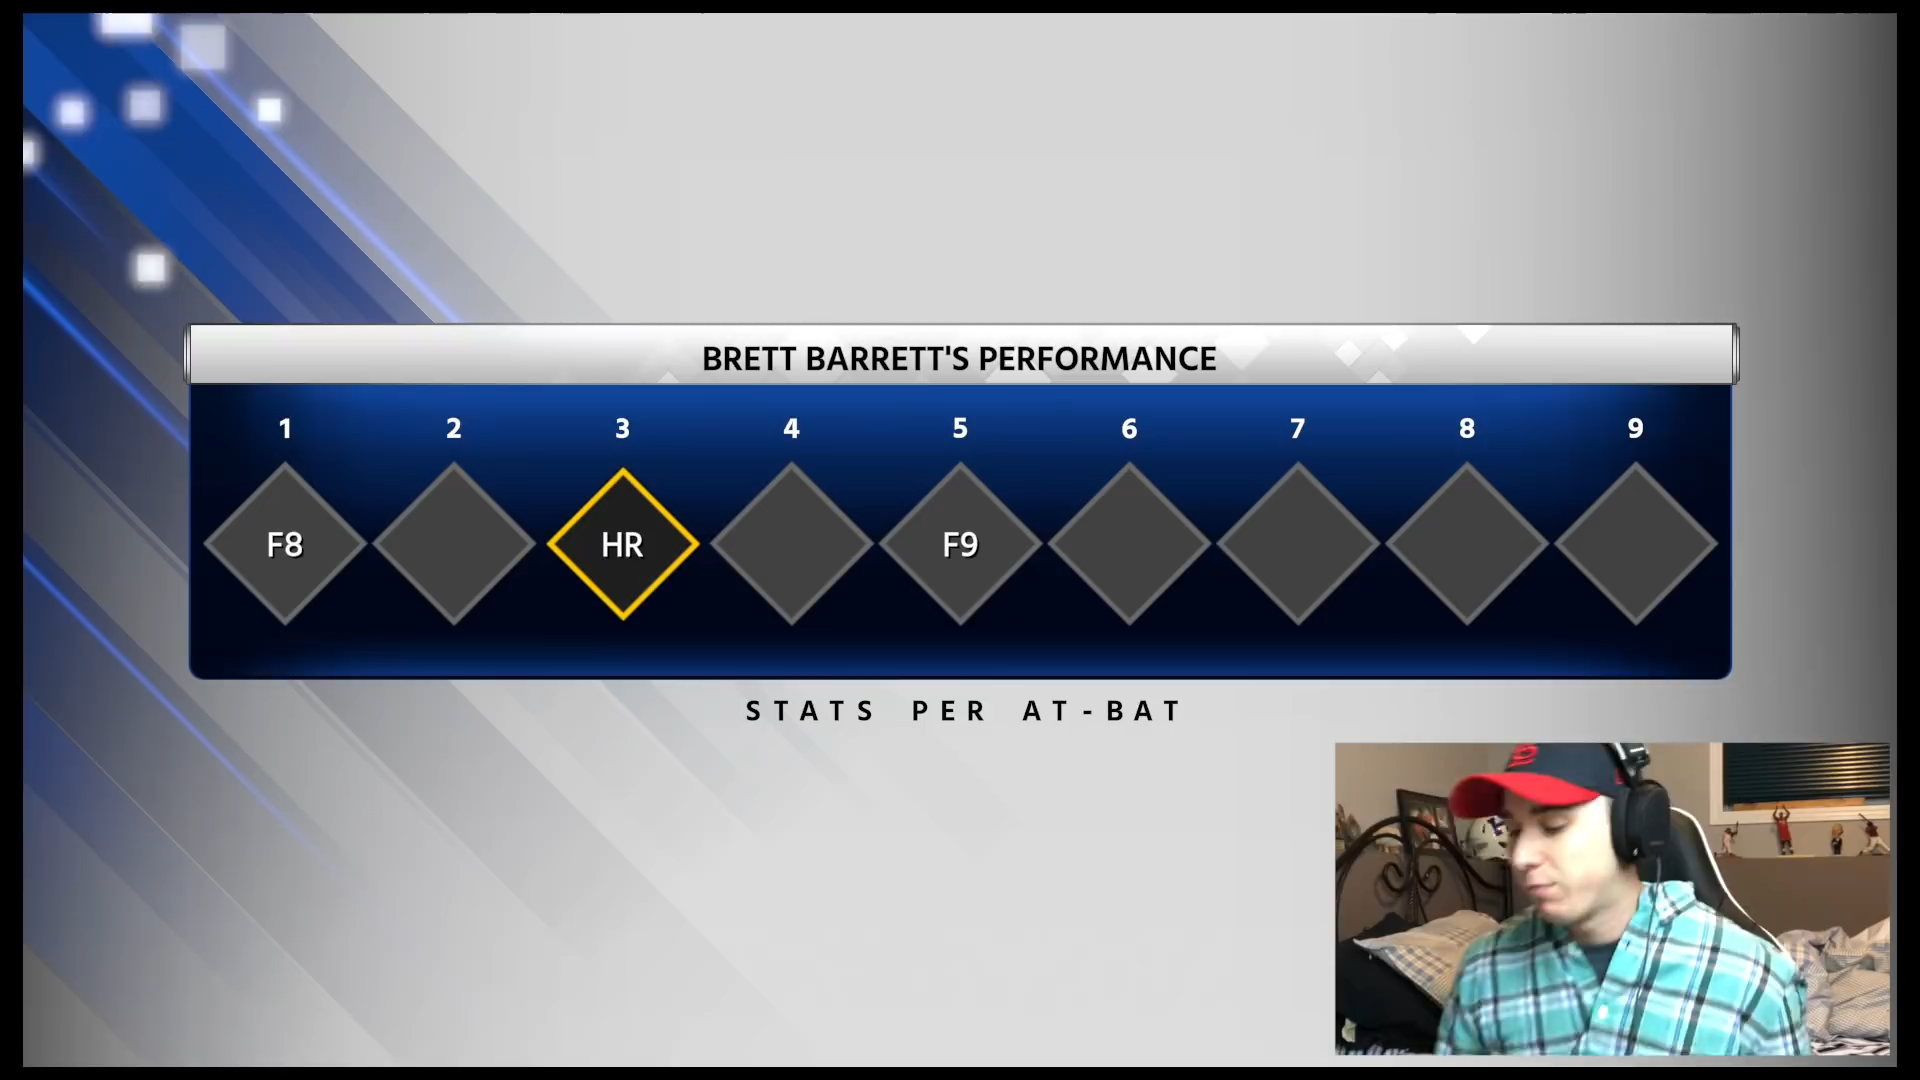 BRETT BARRETT'S PERFORMANCE
1 2 3 4 5 6 7 8 9
F8 HR F9
STATS PER AT-BAT